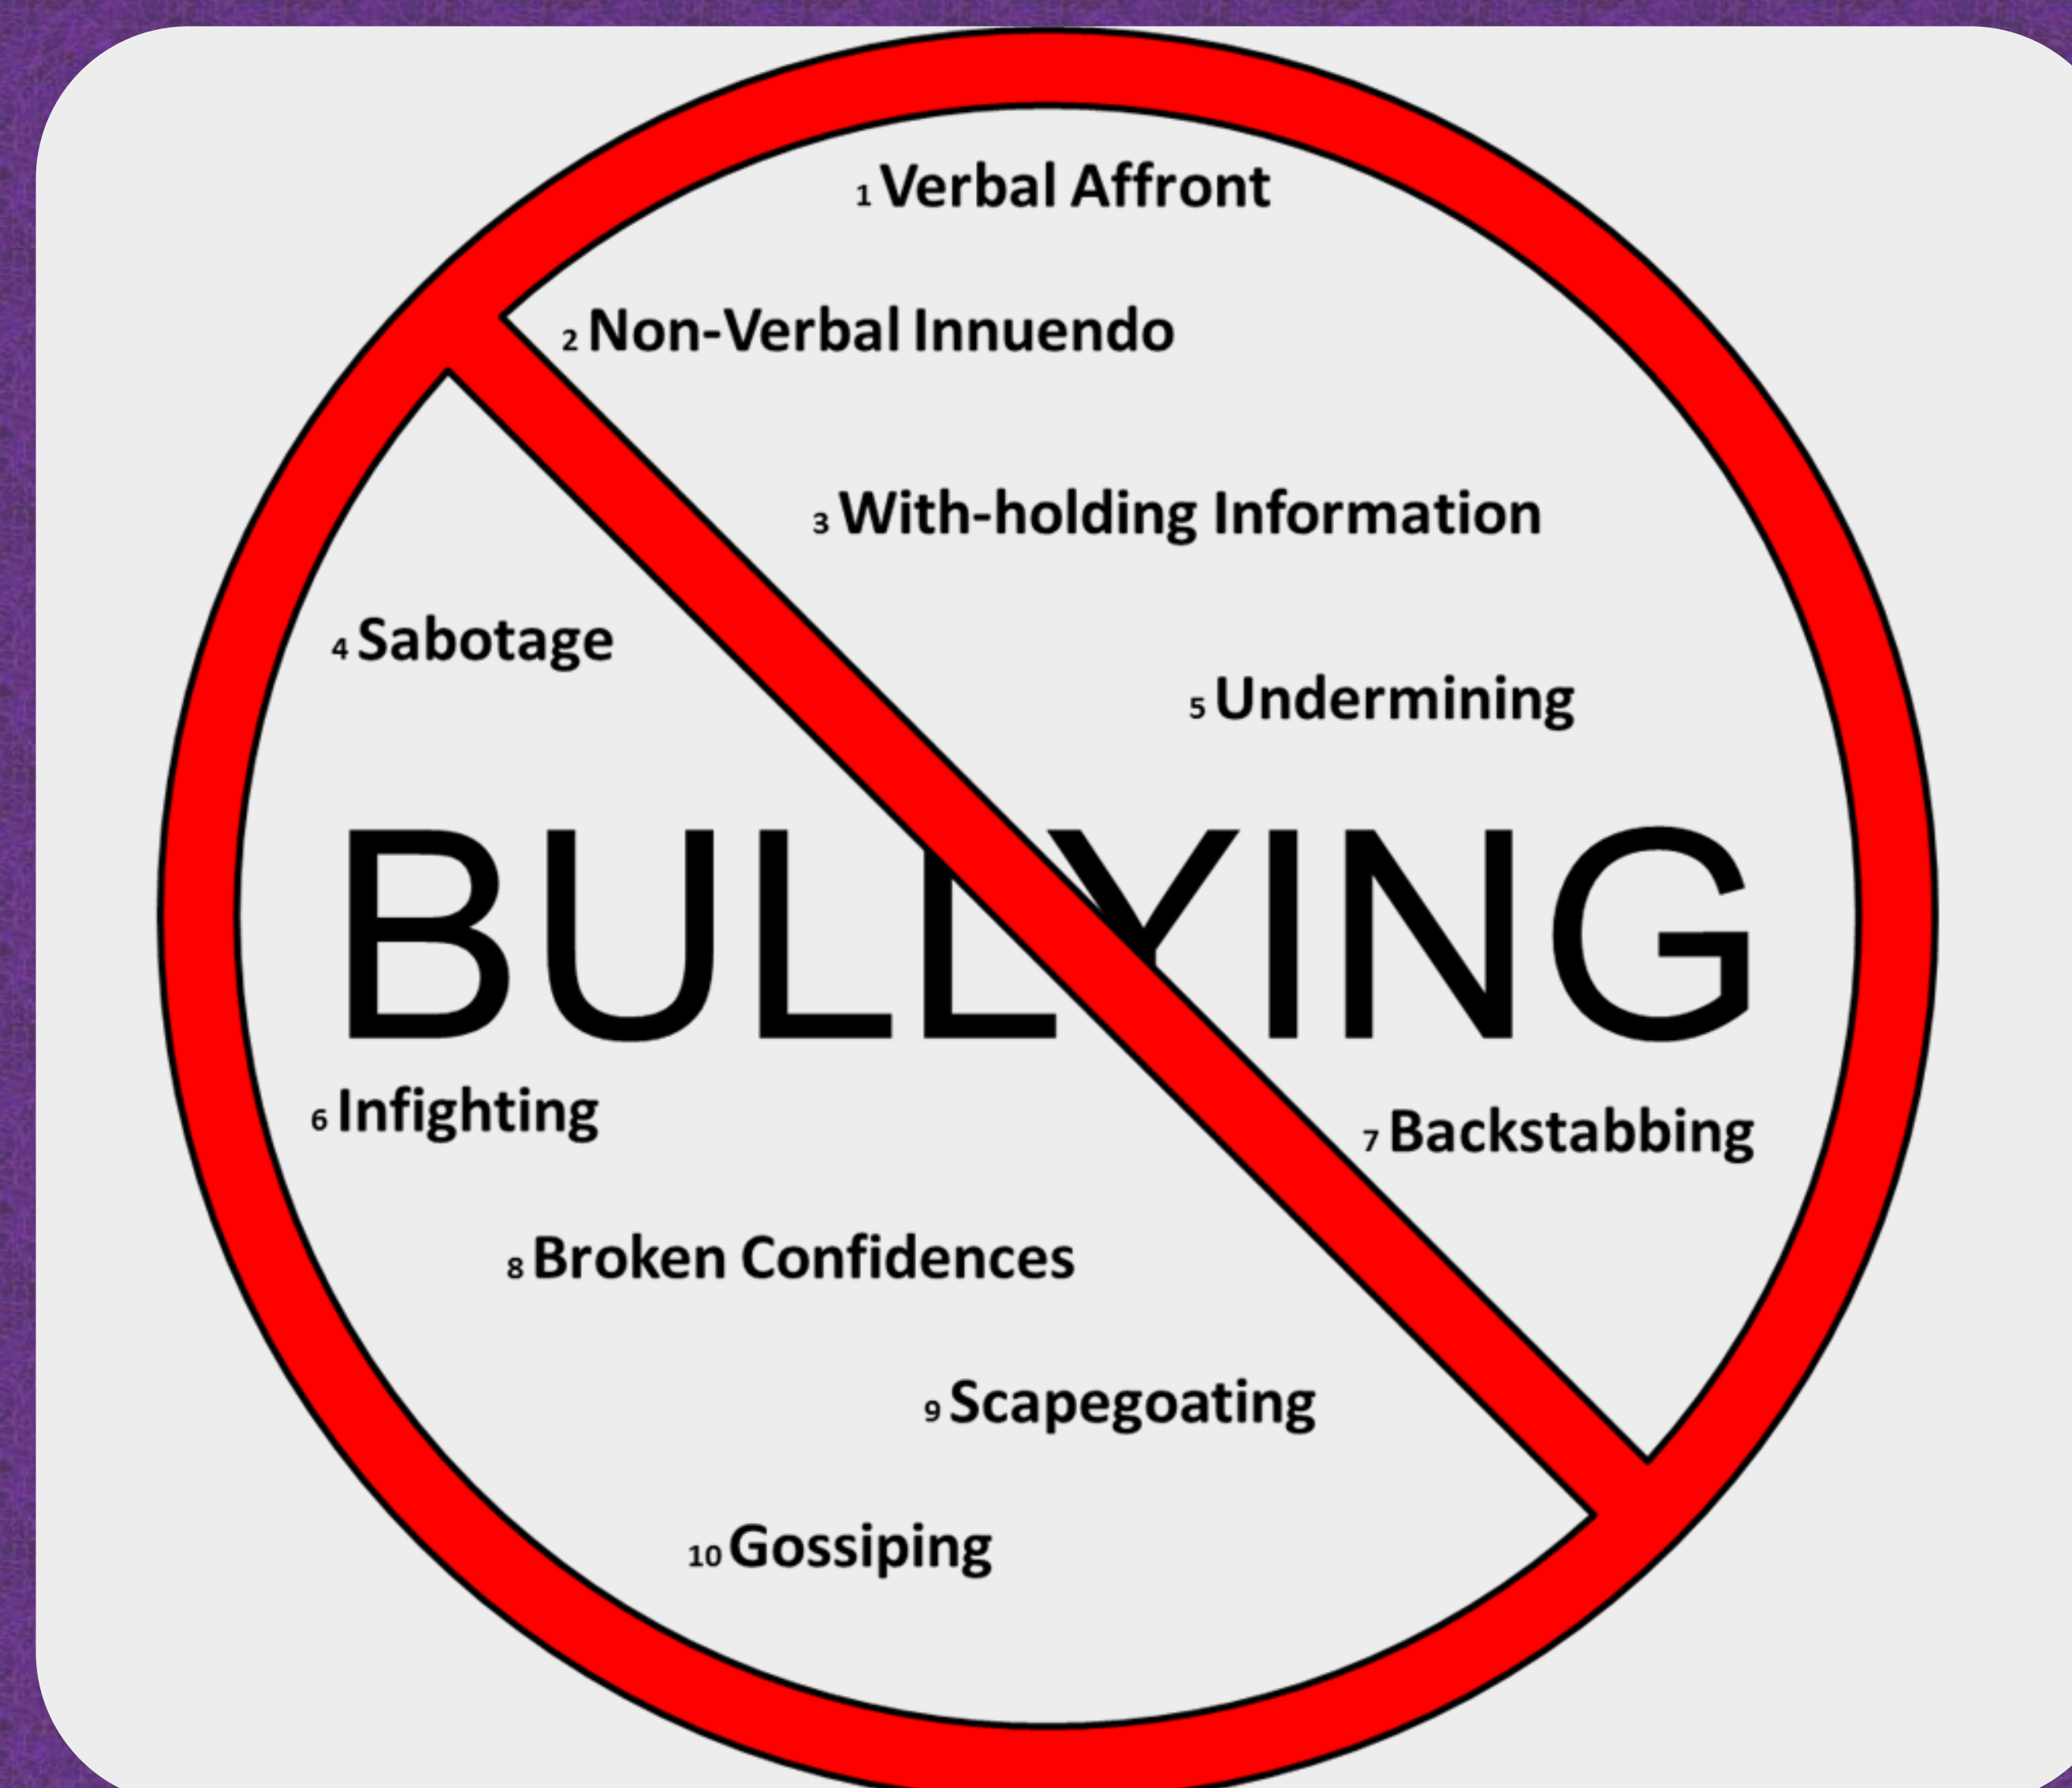 1 Verbal Affront
2 Non-Verbal Innuendo
3 With-holding Information
4 Sabotage
5 Undermining
BULLYING
6 Infighting
7 Backstabbing
8 Broken Confidences
9 Scapegoating
10 Gossiping